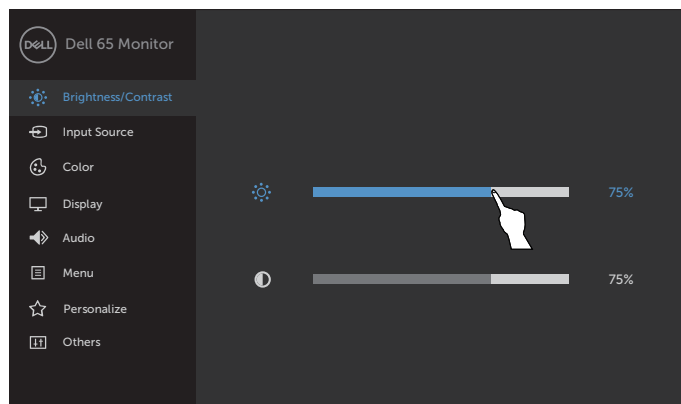 DELL Dell 65 Monitor
Brightness/Contrast
Input Source
Color
75%
Display
Audio
Menu
75%
Personalize
Others